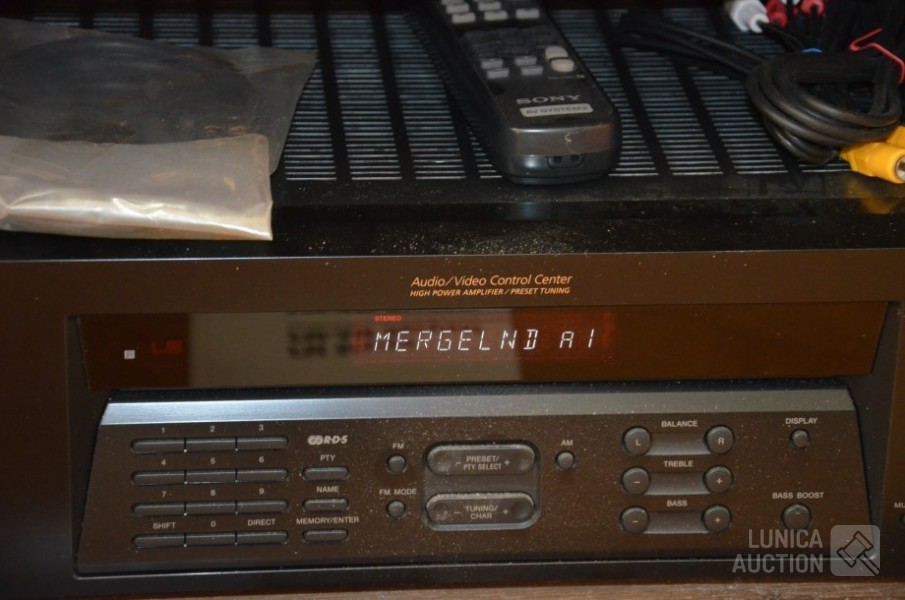 SONY
AV SYSTEM2
Audio/Video Control Center
HIGH POWER AMPLIFIER/PRESET TUNING
STEREO
MERGELND A1
1 2 3
4 5 6
7 8 9
SHIFT 0 DIRECT
R·D·S
PTY
NAME
MEMORY/ENTER
FM
FM MODE
- PRESET/ PTY SELECT +
- TUNING/ CHAR +
AM
BALANCE
L R
TREBLE
- +
BASS
- +
DISPLAY
BASS BOOST
LUNICA
AUCTION